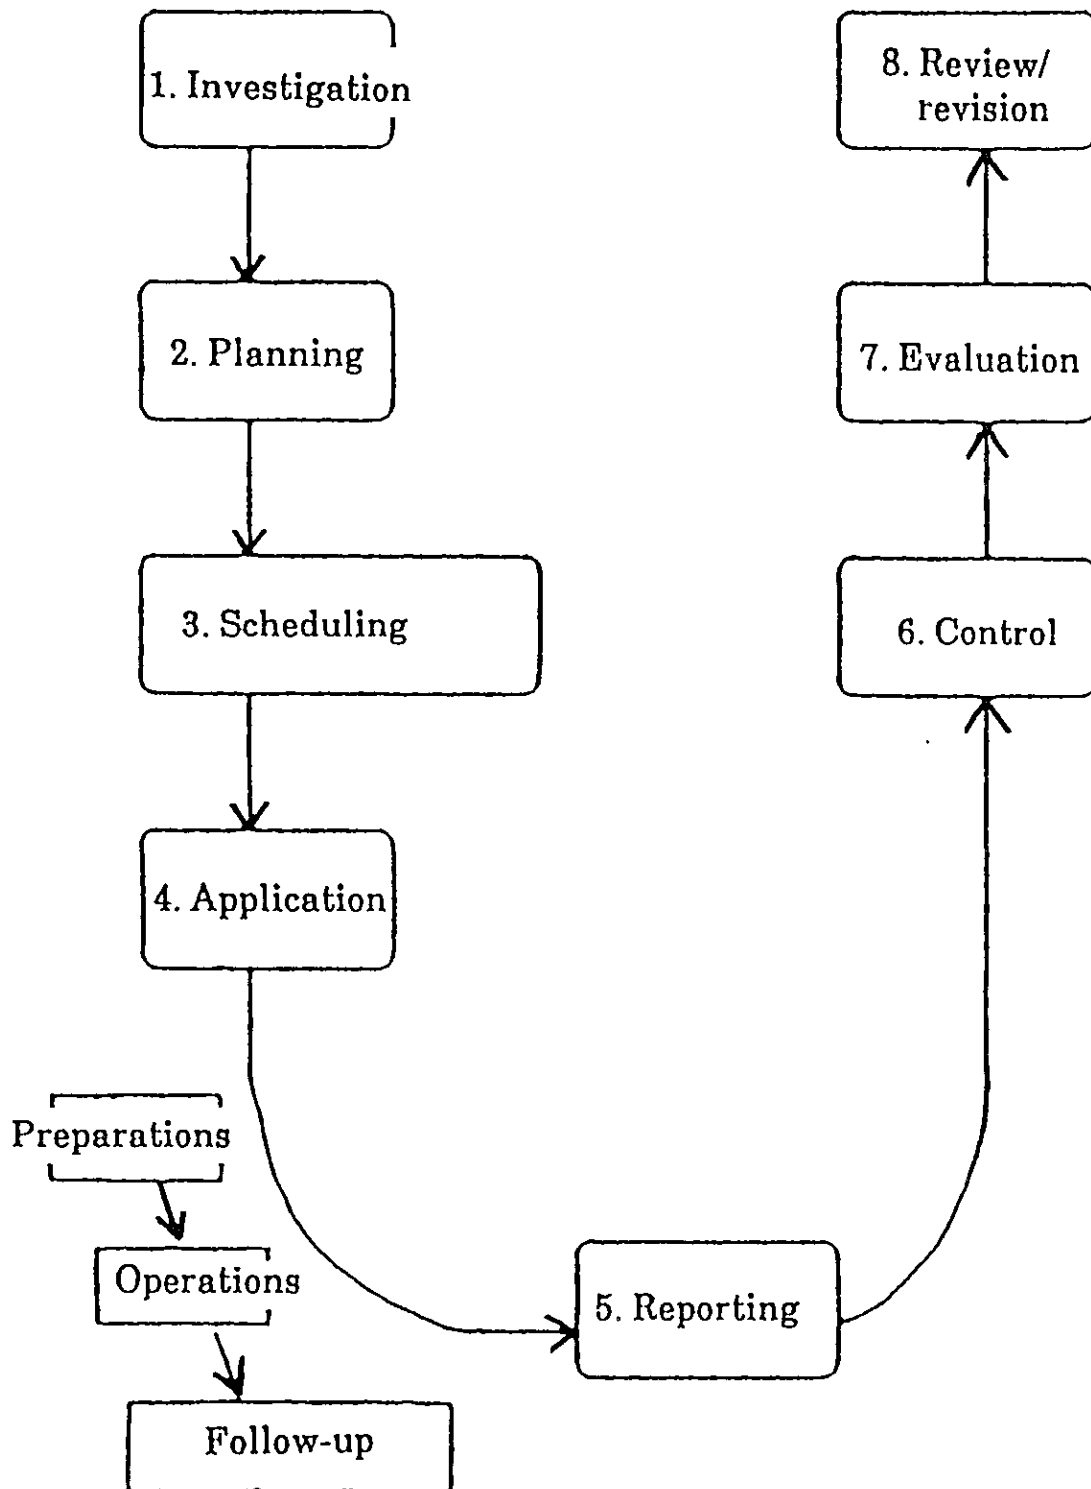 1. Investigation
2. Planning
3. Scheduling
4. Application
Preparations
Operations
Follow-up
5. Reporting
6. Control
7. Evaluation
8. Review/
revision